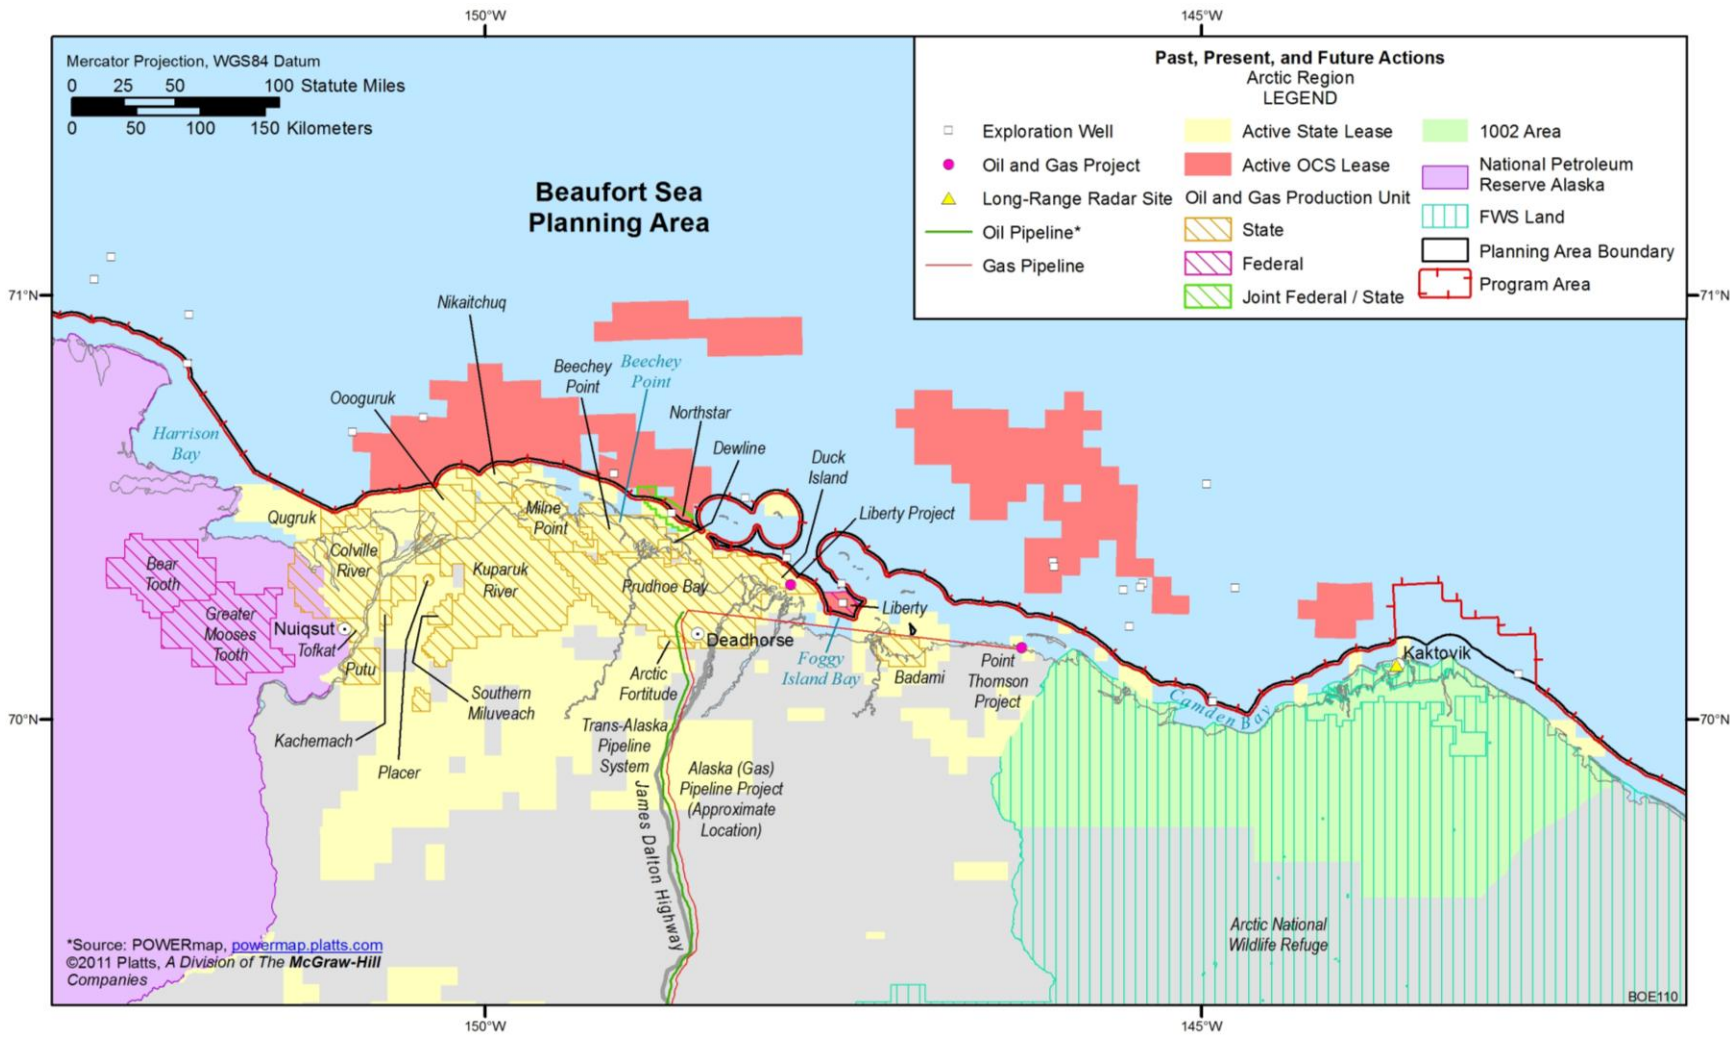 150°W
145°W
Mercator Projection, WGS84 Datum
0 25 50 100 Statute Miles
0 50 100 150 Kilometers
Past, Present, and Future Actions
Arctic Region
LEGEND
Exploration Well
Oil and Gas Project
Long-Range Radar Site
Oil Pipeline*
Gas Pipeline
Active State Lease
Active OCS Lease
Oil and Gas Production Unit
State
Federal
Joint Federal / State
1002 Area
National Petroleum
Reserve Alaska
FWS Land
Planning Area Boundary
Program Area
Beaufort Sea
Planning Area
71°N
71°N
Nikaitchuq
Beechey
Point
Beechey
Point
Oooguruk
Northstar
Harrison
Bay
Dewline
Duck
Island
Liberty Project
Qugruk
Milne
Point
Colville
River
Bear
Tooth
Kuparuk
River
Prudhoe Bay
Greater
Mooses
Tooth
Nuiqsut
Tofkat
Liberty
Deadhorse
Putu
Foggy
Island Bay
Badami
Point
Thomson
Project
Kaktovik
Arctic
Fortitude
Southern
Miluveach
Camden Bay
70°N
70°N
Kachemach
Placer
Trans-Alaska
Pipeline
System
Alaska (Gas)
Pipeline Project
(Approximate
Location)
James Dalton Highway
Arctic National
Wildlife Refuge
*Source: POWERmap, powermap.platts.com
©2011 Platts, A Division of The McGraw-Hill
Companies
BOE110
150°W
145°W